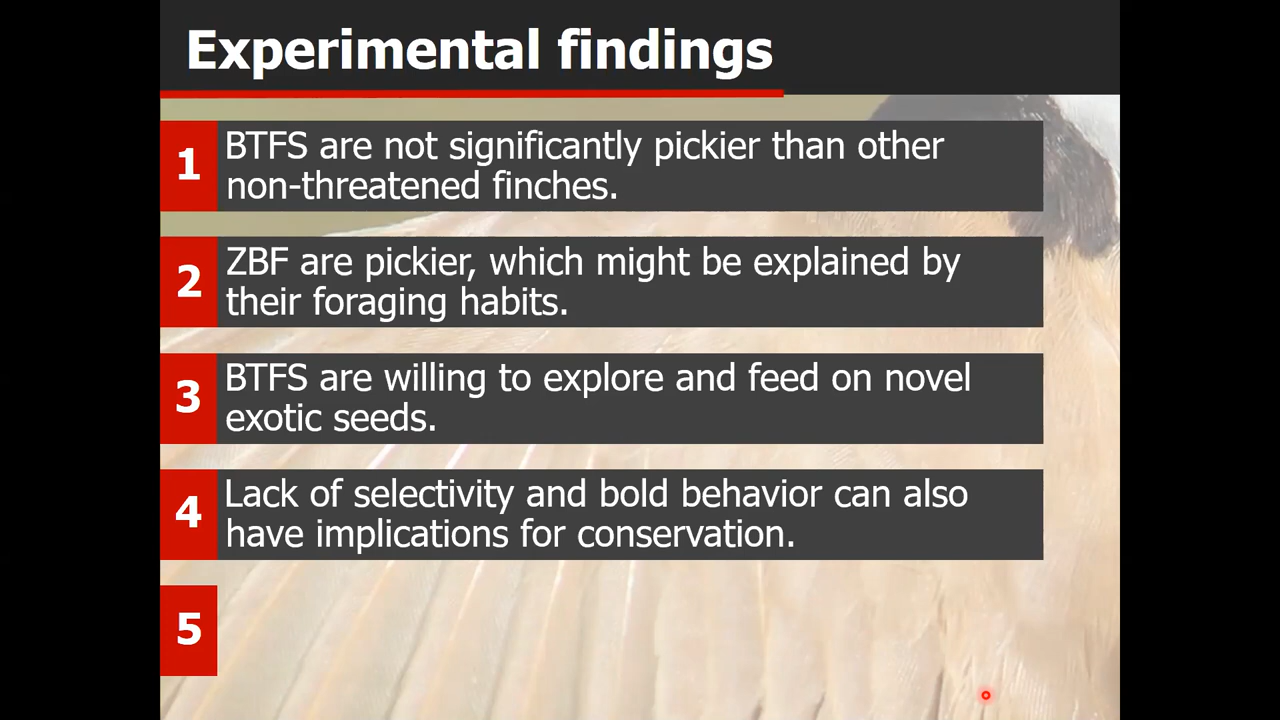 Experimental findings
1
BTFS are not significantly pickier than other
non-threatened finches.
2
ZBF are pickier, which might be explained by
their foraging habits.
3
BTFS are willing to explore and feed on novel
exotic seeds.
4
Lack of selectivity and bold behavior can also
have implications for conservation.
5